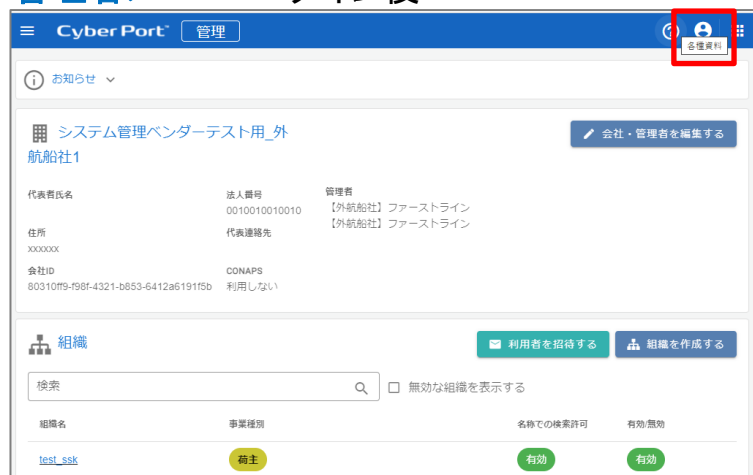 Cyber Port 管理
各種資料
お知らせ
システム管理ベンダーテスト用_外
航船社1
会社・管理者を編集する
代表者氏名
法人番号
0010010010010
管理者
【外航船社】ファーストライン
【外航船社】ファーストライン
住所
xxxxxx
代表連絡先
会社ID
80310ff9-f98f-4321-b853-6412a6191f5b
CONAPS
利用しない
組織
利用者を招待する
組織を作成する
検索
無効な組織を表示する
組織名 事業種別 名称での検索許可 有効/無効
test_ssk 荷主 有効 有効